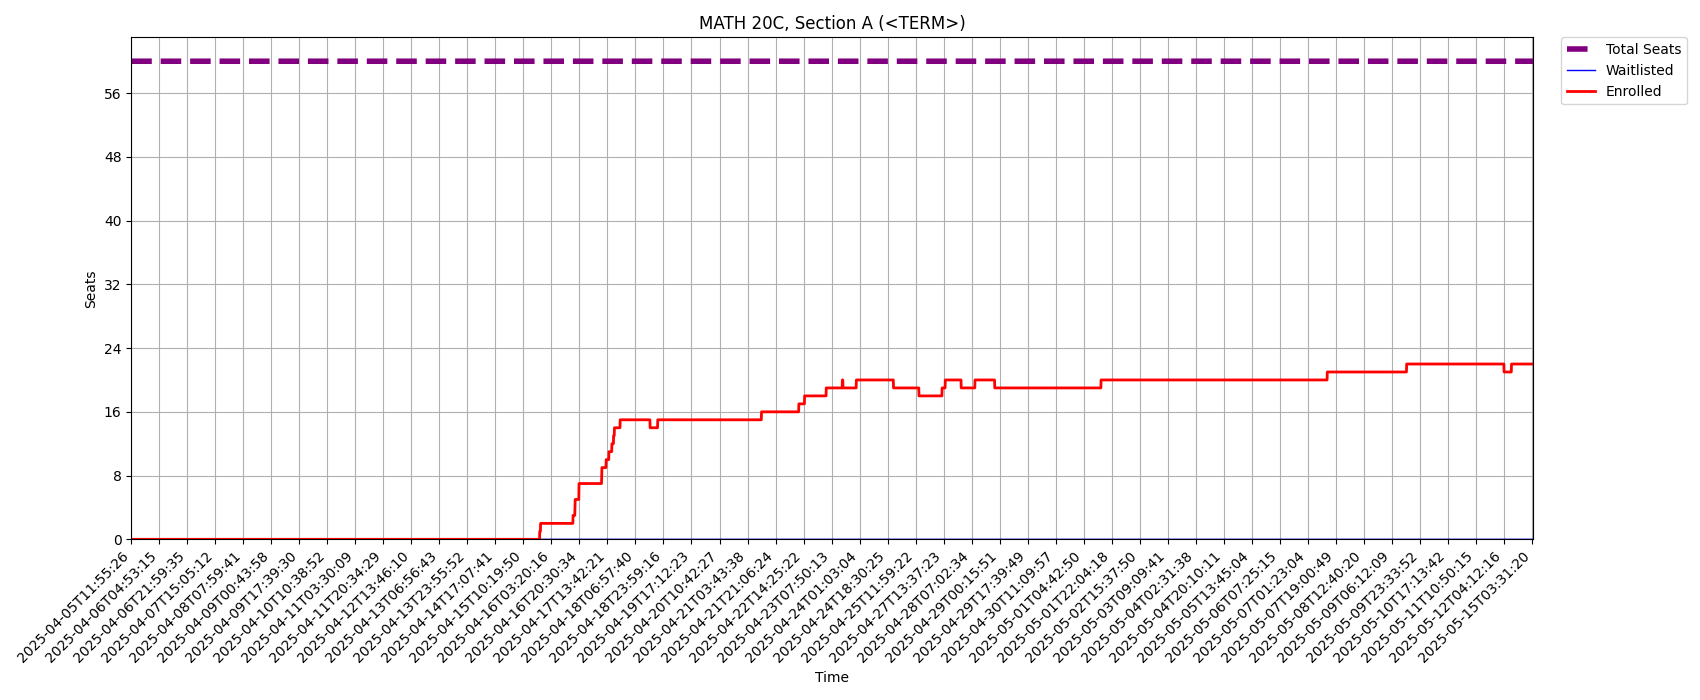 MATH 20C, Section A (<TERM>)
Total Seats
Waitlisted
Enrolled
Seats
56
48
40
32
24
16
8
0
2025-04-05T11:55:26
2025-04-06T04:53:15
2025-04-06T21:59:35
2025-04-07T15:05:12
2025-04-08T07:59:41
2025-04-09T00:43:58
2025-04-09T17:39:30
2025-04-10T10:38:52
2025-04-11T03:30:09
2025-04-11T20:34:29
2025-04-12T13:46:10
2025-04-13T06:56:43
2025-04-13T23:55:52
2025-04-14T17:07:41
2025-04-15T10:19:50
2025-04-16T03:20:16
2025-04-16T20:30:34
2025-04-17T13:42:21
2025-04-18T06:57:40
2025-04-18T23:59:16
2025-04-19T17:12:23
2025-04-20T10:42:27
2025-04-21T03:43:38
2025-04-21T21:06:24
2025-04-22T14:25:22
2025-04-23T07:50:13
2025-04-24T01:03:04
2025-04-24T18:30:25
2025-04-25T11:59:22
2025-04-27T13:37:23
2025-04-28T07:02:34
2025-04-29T00:15:51
2025-04-29T17:39:49
2025-04-30T11:09:57
2025-05-01T04:42:50
2025-05-01T22:04:18
2025-05-02T15:37:50
2025-05-03T09:09:41
2025-05-04T02:31:38
2025-05-04T20:10:11
2025-05-05T13:45:04
2025-05-06T07:25:15
2025-05-07T01:23:04
2025-05-07T19:00:49
2025-05-08T12:40:20
2025-05-09T06:12:09
2025-05-09T23:33:52
2025-05-10T17:13:42
2025-05-11T10:50:15
2025-05-12T04:12:16
2025-05-15T03:31:20
Time